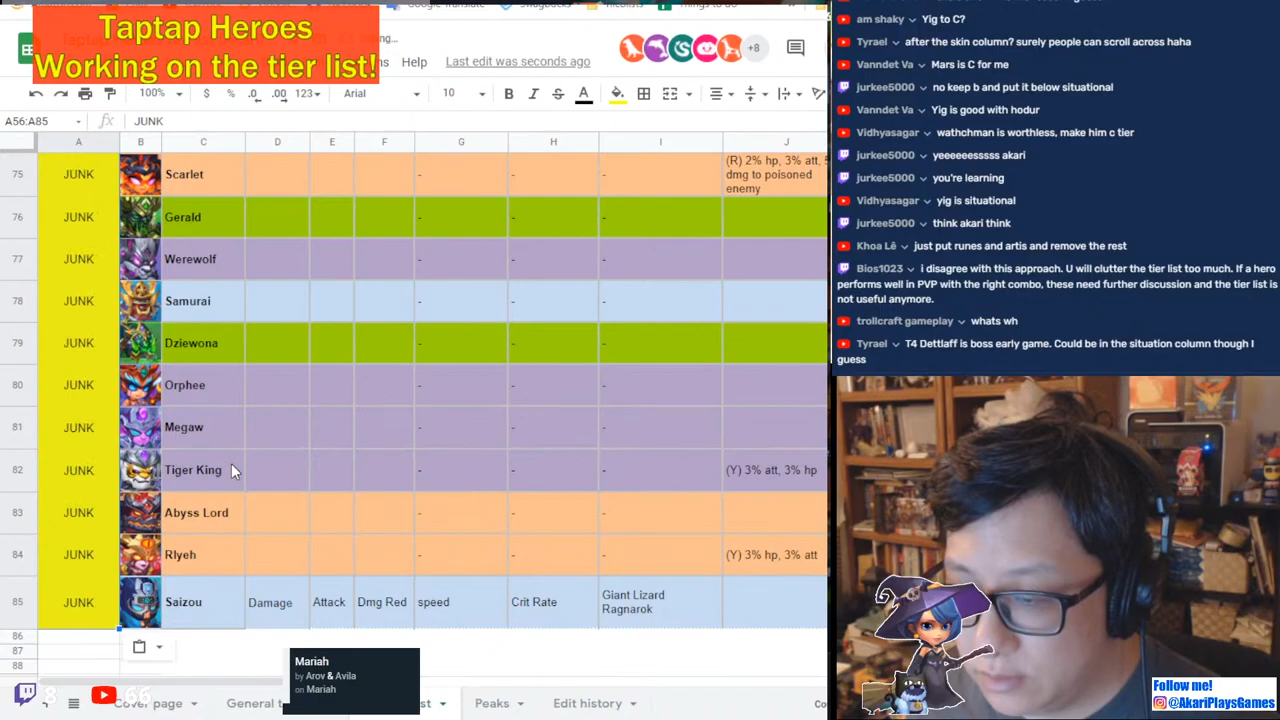 Taptap Heroes
Working on the tier list!
Help
Last edit was seconds ago
+8
100%
$
%
.0
.00
123
Arial
10
B
I
S
A
A56:A85
fx
JUNK
A
B
C
D
E
F
G
H
I
J
75
JUNK
Scarlet
-
-
-
(R) 2% hp, 3% att,
dmg to poisoned
enemy
76
JUNK
Gerald
-
-
-
77
JUNK
Werewolf
-
-
-
78
JUNK
Samurai
-
-
-
79
JUNK
Dziewona
-
-
-
80
JUNK
Orphee
-
-
-
81
JUNK
Megaw
-
-
-
82
JUNK
Tiger King
-
-
-
(Y) 3% att, 3% hp
83
JUNK
Abyss Lord
-
-
-
84
JUNK
Rlyeh
-
-
-
(Y) 3% hp, 3% att
85
JUNK
Saizou
Damage
Attack
Dmg Red
speed
Crit Rate
Giant Lizard
Ragnarok
86
87
88
Mariah
by Arov & Avila
on Mariah
8
66
Cover page
General
Peaks
Edit history
am shaky Yig to C?
Tyrael after the skin column? surely people can scroll across haha
Vanndet Va Mars is C for me
jurkee5000 no keep b and put it below situational
Vanndet Va Yig is good with hodur
Vidhyasagar wathchman is worthless, make him c tier
jurkee5000 yeeeeeesssss akari
jurkee5000 you're learning
Vidhyasagar yig is situational
jurkee5000 think akari think
Khoa Lê just put runes and artis and remove the rest
Bios1023 i disagree with this approach. U will clutter the tier list too much. If a hero
performs well in PVP with the right combo, these need further discussion and the tier list is
not useful anymore.
trollcraft gameplay whats wh
Tyrael T4 Dettlaff is boss early game. Could be in the situation column though I
guess
Follow me!
@AkariPlaysGames